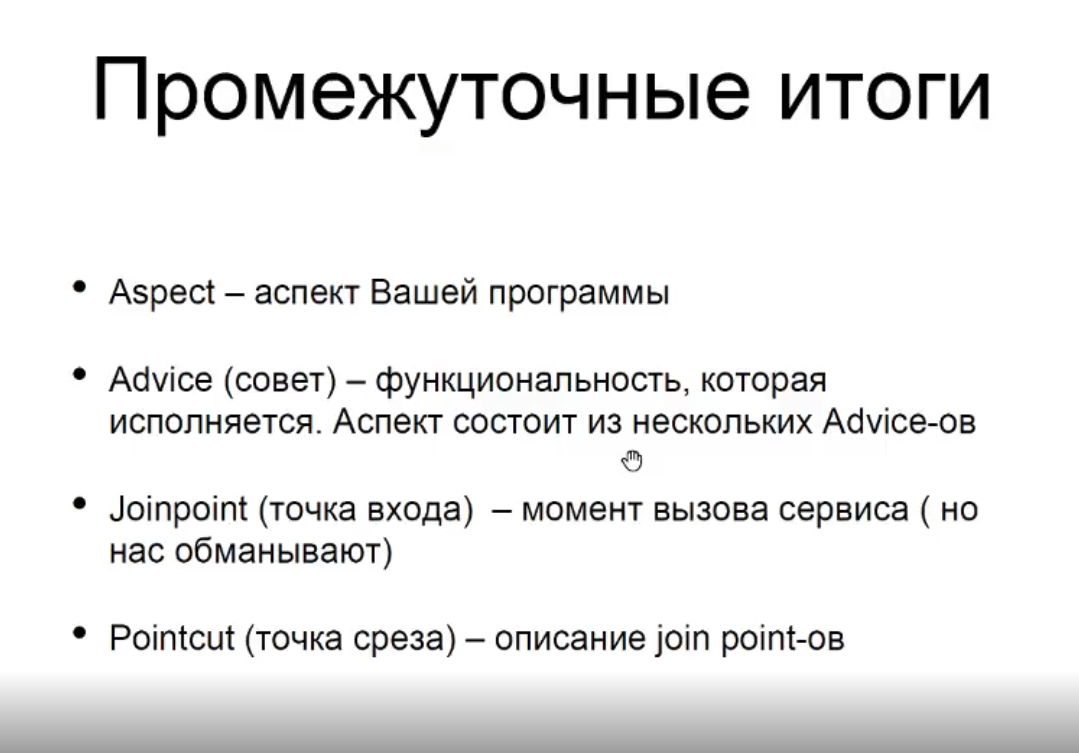 Промежуточные итоги
• Aspect – аспект Вашей программы
• Advice (совет) – функциональность, которая
исполняется. Аспект состоит из нескольких Advice-ов
• Joinpoint (точка входа)  – момент вызова сервиса ( но
нас обманывают)
• Pointcut (точка среза) – описание join point-ов